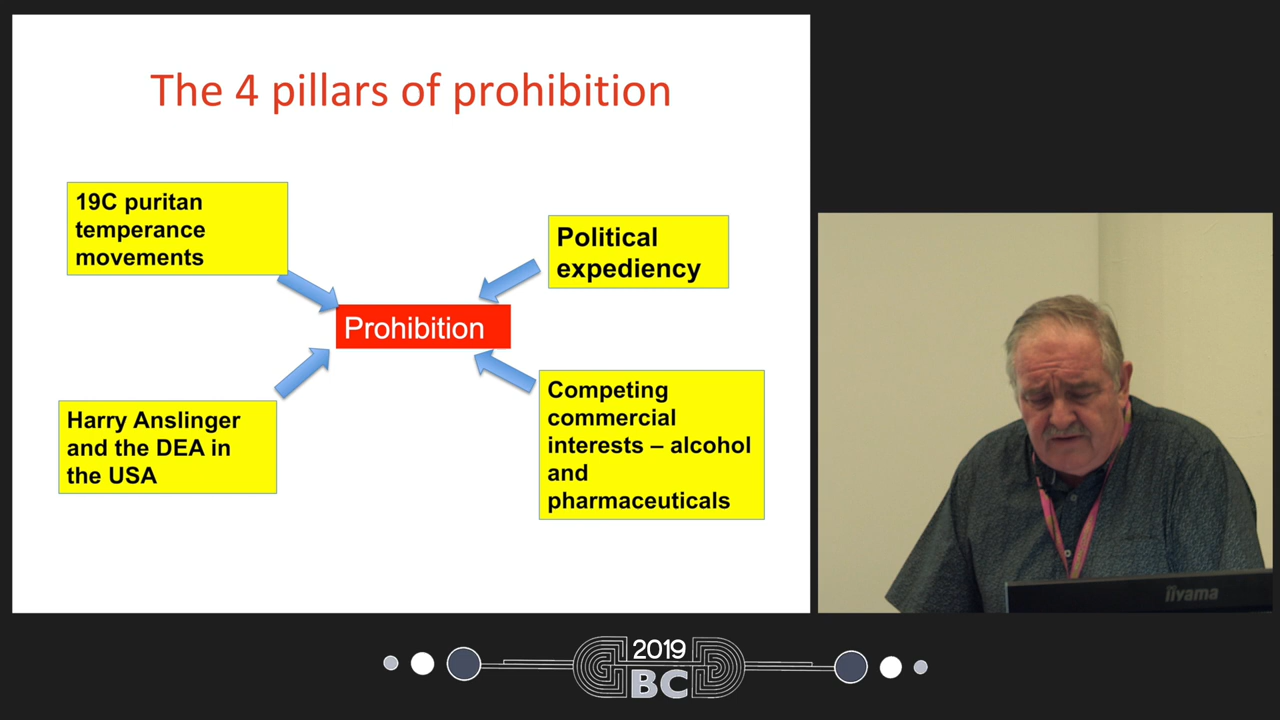 The 4 pillars of prohibition
19C puritan
temperance
movements
Political
expediency
Prohibition
Harry Anslinger
and the DEA in
the USA
Competing
commercial
interests – alcohol
and
pharmaceuticals
iiyama
2019
BC